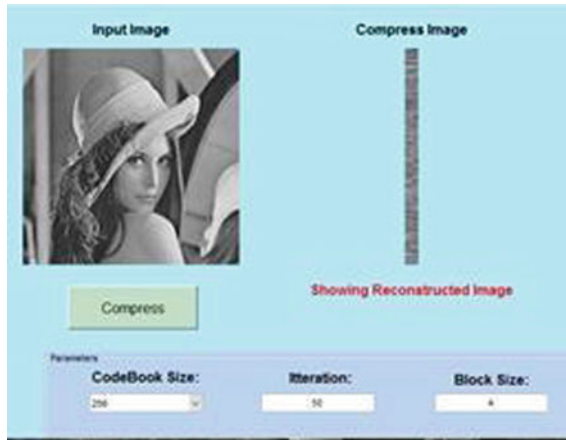 Input Image
Compress Image
Compress
Showing Reconstructed Image
Parameters
CodeBook Size:
Itteration:
Block Size:
256
50
4